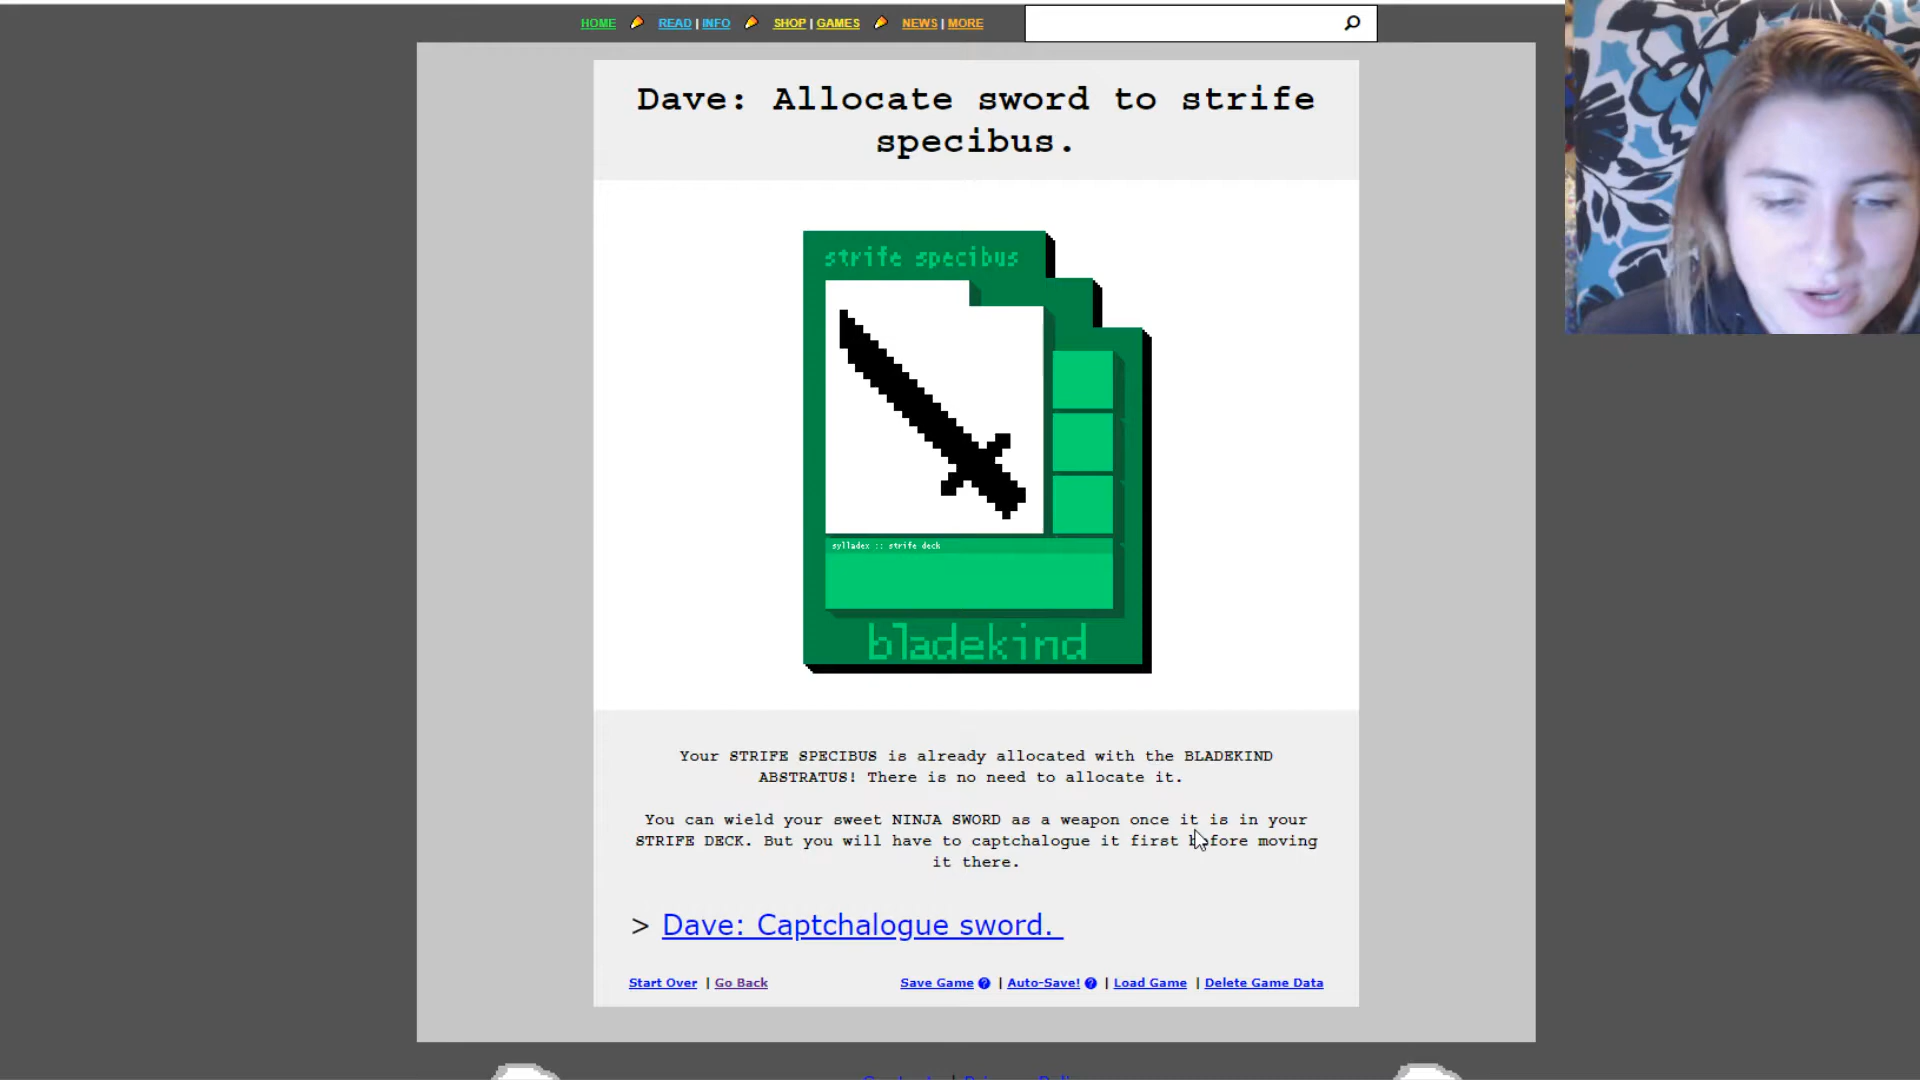 HOME READ | INFO SHOP | GAMES NEWS | MORE
Dave: Allocate sword to strife
specibus.
strife specibus
sylladex :: strife deck
bladekind
Your STRIFE SPECIBUS is already allocated with the BLADEKIND
ABSTRATUS! There is no need to allocate it.
You can wield your sweet NINJA SWORD as a weapon once it is in your
STRIFE DECK. But you will have to captchalogue it first before moving
it there.
> Dave: Captchalogue sword.
Start Over | Go Back Save Game ? | Auto-Save! ? | Load Game | Delete Game Data